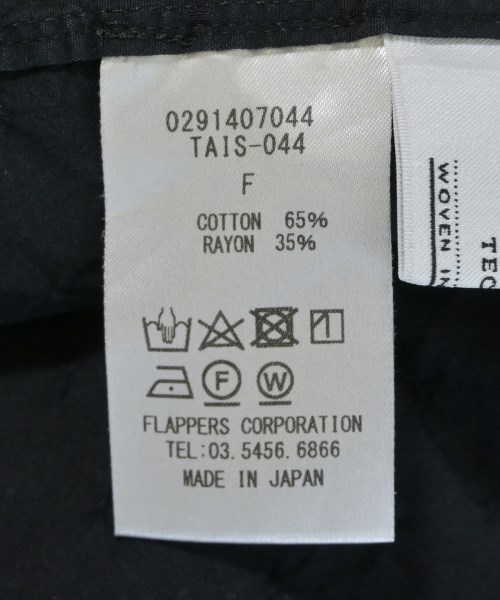 0291407044
TAIS-044
F
COTTON 65%
RAYON 35%
F W
FLAPPERS CORPORATION
TEL:03.5456.6866
MADE IN JAPAN
WOVEN IN
TEC